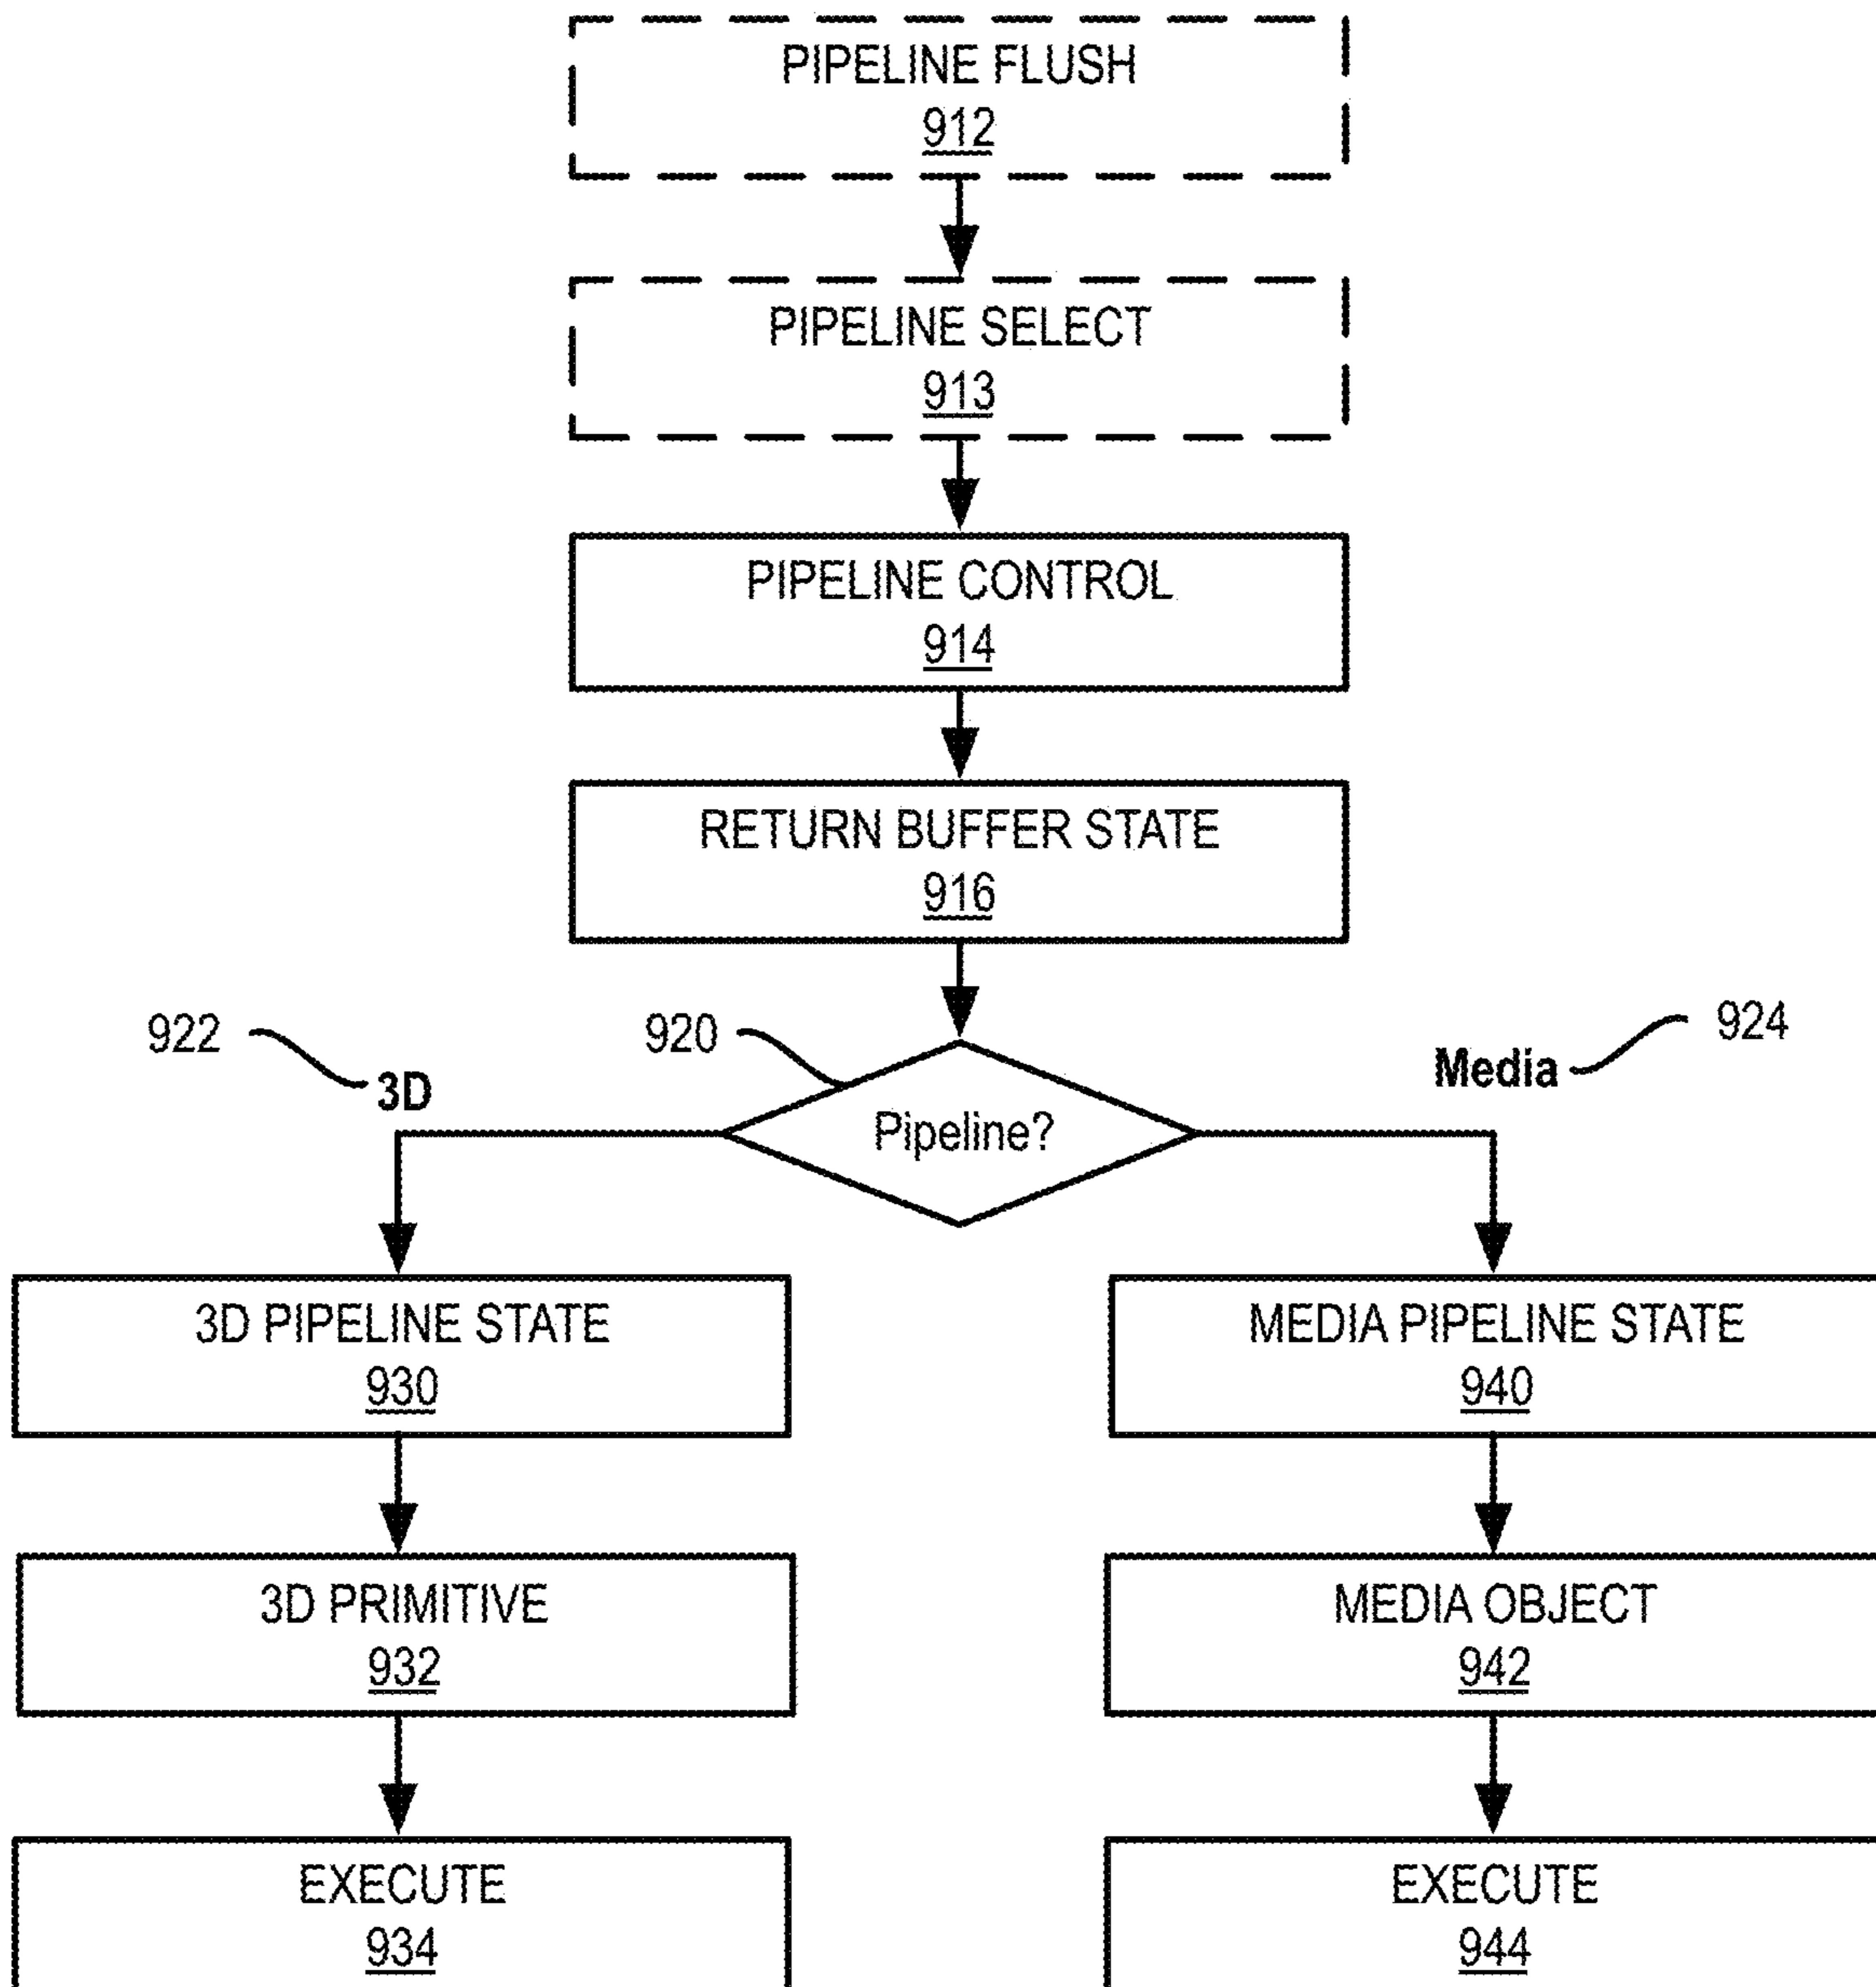 PIPELINE FLUSH
912
PIPELINE SELECT
913
PIPELINE CONTROL
914
RETURN BUFFER STATE
916
922
920
924
3D
Media
Pipeline?
3D PIPELINE STATE
930
MEDIA PIPELINE STATE
940
3D PRIMITIVE
932
MEDIA OBJECT
942
EXECUTE
934
EXECUTE
944